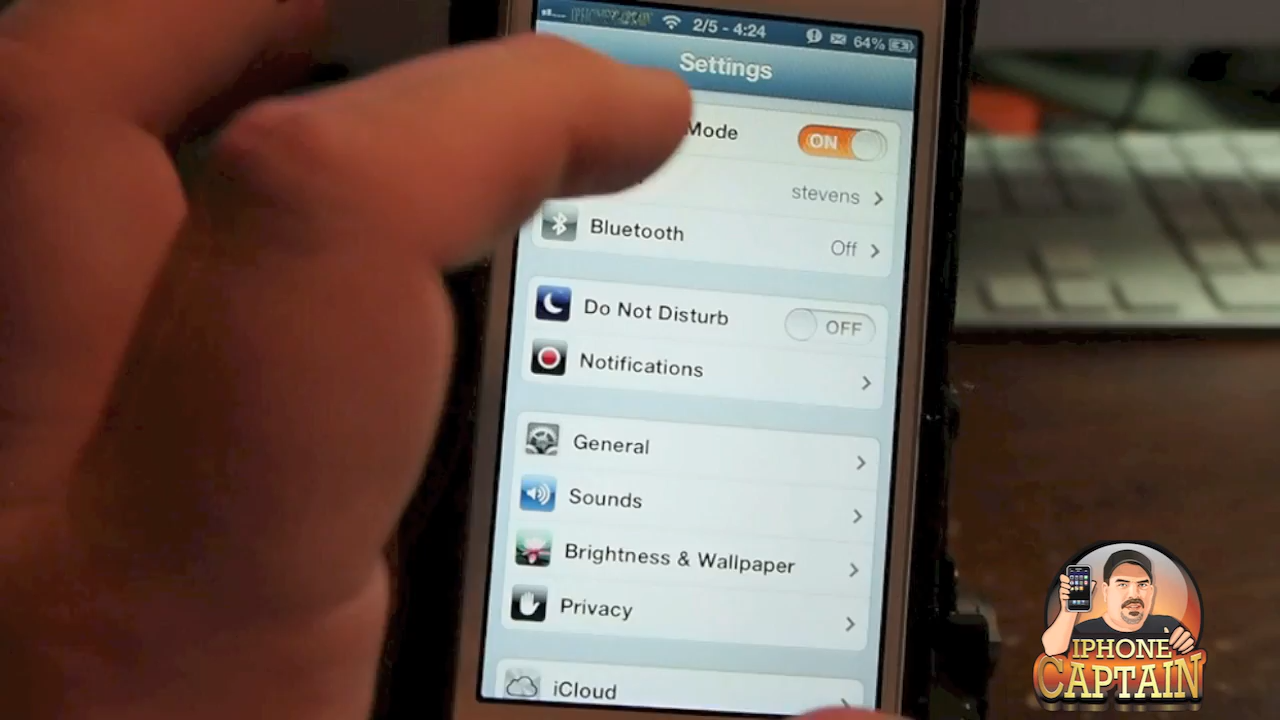 2/5 - 4:24 64%
Settings
Mode ON
stevens
Bluetooth Off
Do Not Disturb OFF
Notifications
General
Sounds
Brightness & Wallpaper
Privacy
iCloud
IPHONE
CAPTAIN